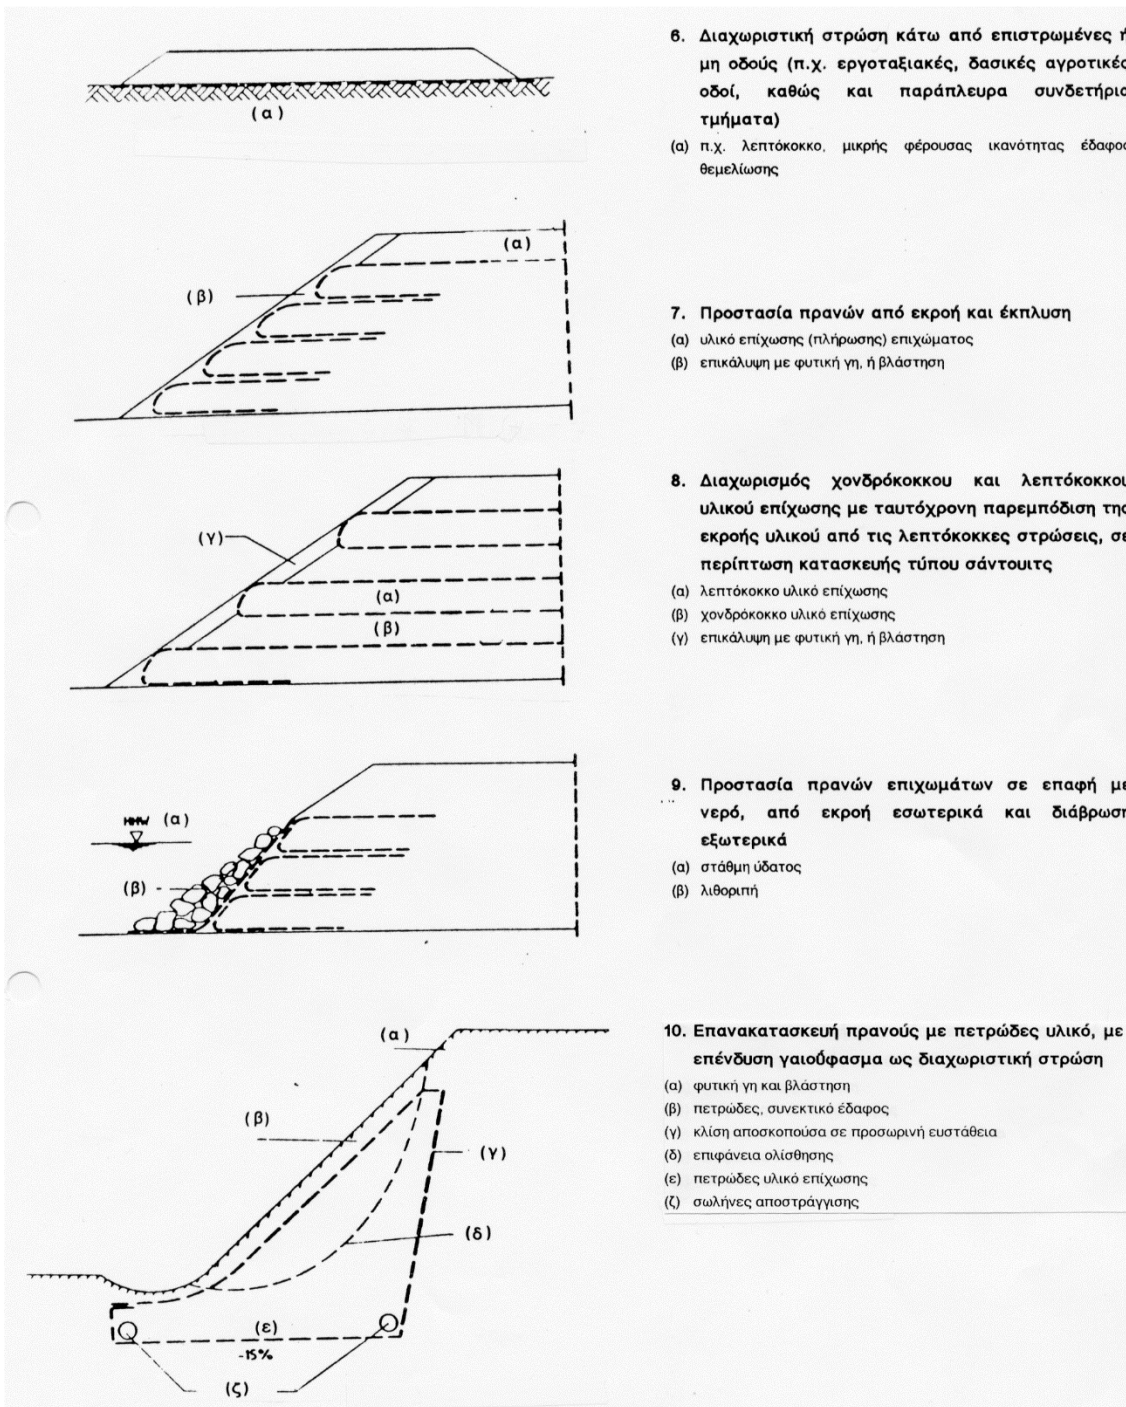 (α)
6. Διαχωριστική στρώση κάτω από επιστρωμένες ή
μη οδούς (π.χ. εργοταξιακές, δασικές αγροτικές
οδοί, καθώς και παράπλευρα συνδετήρια
τμήματα)
(α) π.χ. λεπτόκοκκο, μικρής φέρουσας ικανότητας έδαφος
θεμελίωσης
(α)
(β)
7. Προστασία πρανών από εκροή και έκπλυση
(α) υλικό επίχωσης (πλήρωσης) επιχώματος
(β) επικάλυψη με φυτική γη, ή βλάστηση
(γ)
(α)
(β)
8. Διαχωρισμός χονδρόκοκκου και λεπτόκοκκου
υλικού επίχωσης με ταυτόχρονη παρεμπόδιση της
εκροής υλικού από τις λεπτόκοκκες στρώσεις, σε
περίπτωση κατασκευής τύπου σάντουιτς
(α) λεπτόκοκκο υλικό επίχωσης
(β) χονδρόκοκκο υλικό επίχωσης
(γ) επικάλυψη με φυτική γη, ή βλάστηση
HHW (α)
(β)
9. Προστασία πρανών επιχωμάτων σε επαφή με
νερό, από εκροή εσωτερικά και διάβρωση
εξωτερικά
(α) στάθμη ύδατος
(β) λιθοριπή
(α)
(β)
(γ)
(δ)
(ε)
-15%
(ζ)
10. Επανακατασκευή πρανούς με πετρώδες υλικό, με
επένδυση γαιοΰφασμα ως διαχωριστική στρώση
(α) φυτική γη και βλάστηση
(β) πετρώδες, συνεκτικό έδαφος
(γ) κλίση αποσκοπούσα σε προσωρινή ευστάθεια
(δ) επιφάνεια ολίσθησης
(ε) πετρώδες υλικό επίχωσης
(ζ) σωλήνες αποστράγγισης